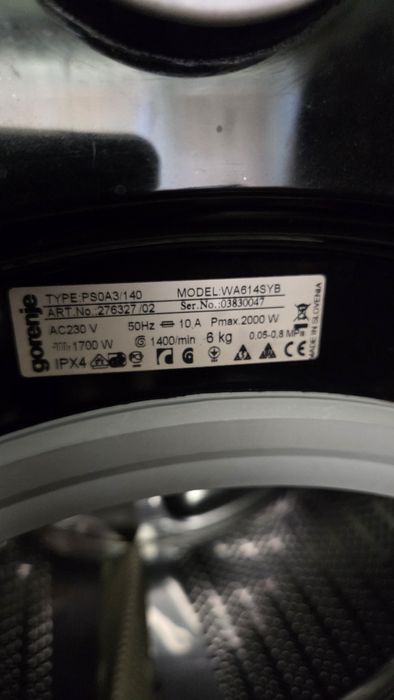 gorenje
TYPE:PS0A3/140 MODEL:WA614SYB
ART.No.:276327/02 Ser.No.:03830047
AC230 V 50Hz 10,A Pmax.2000 W
1700 W 1400/min 6 kg 0,05-0,8 MPa
IPX4 CE
MADE IN SLOVENIA